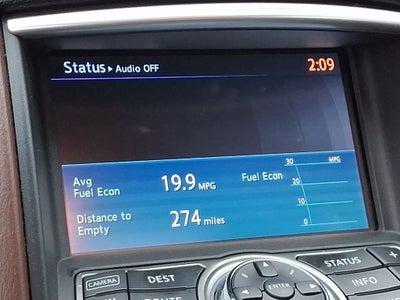 Status ▸ Audio OFF 2:09
Avg
Fuel Econ 19.9 MPG
Distance to
Empty 274 miles
Fuel Econ
30 MPG
20
10
0
CAMERA DEST STATUS +
ROUTE ENTER INFO